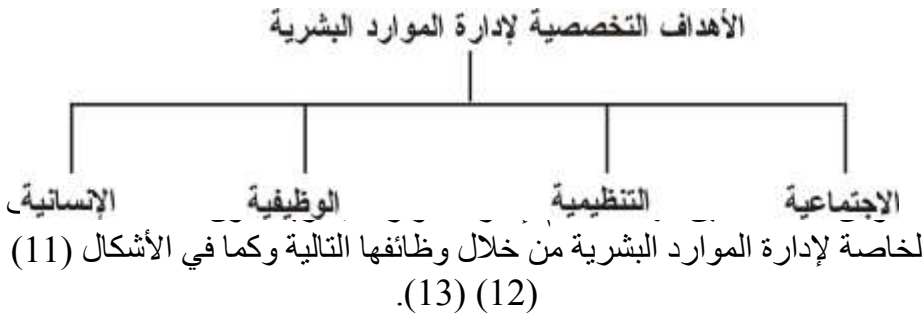 الأهداف التخصصية لإدارة الموارد البشرية
الاجتماعية التنظيمية الوظيفية الإنسانية
لخاصة لإدارة الموارد البشرية من خلال وظائفها التالية وكما في الأشكال (11)
(12) (13).